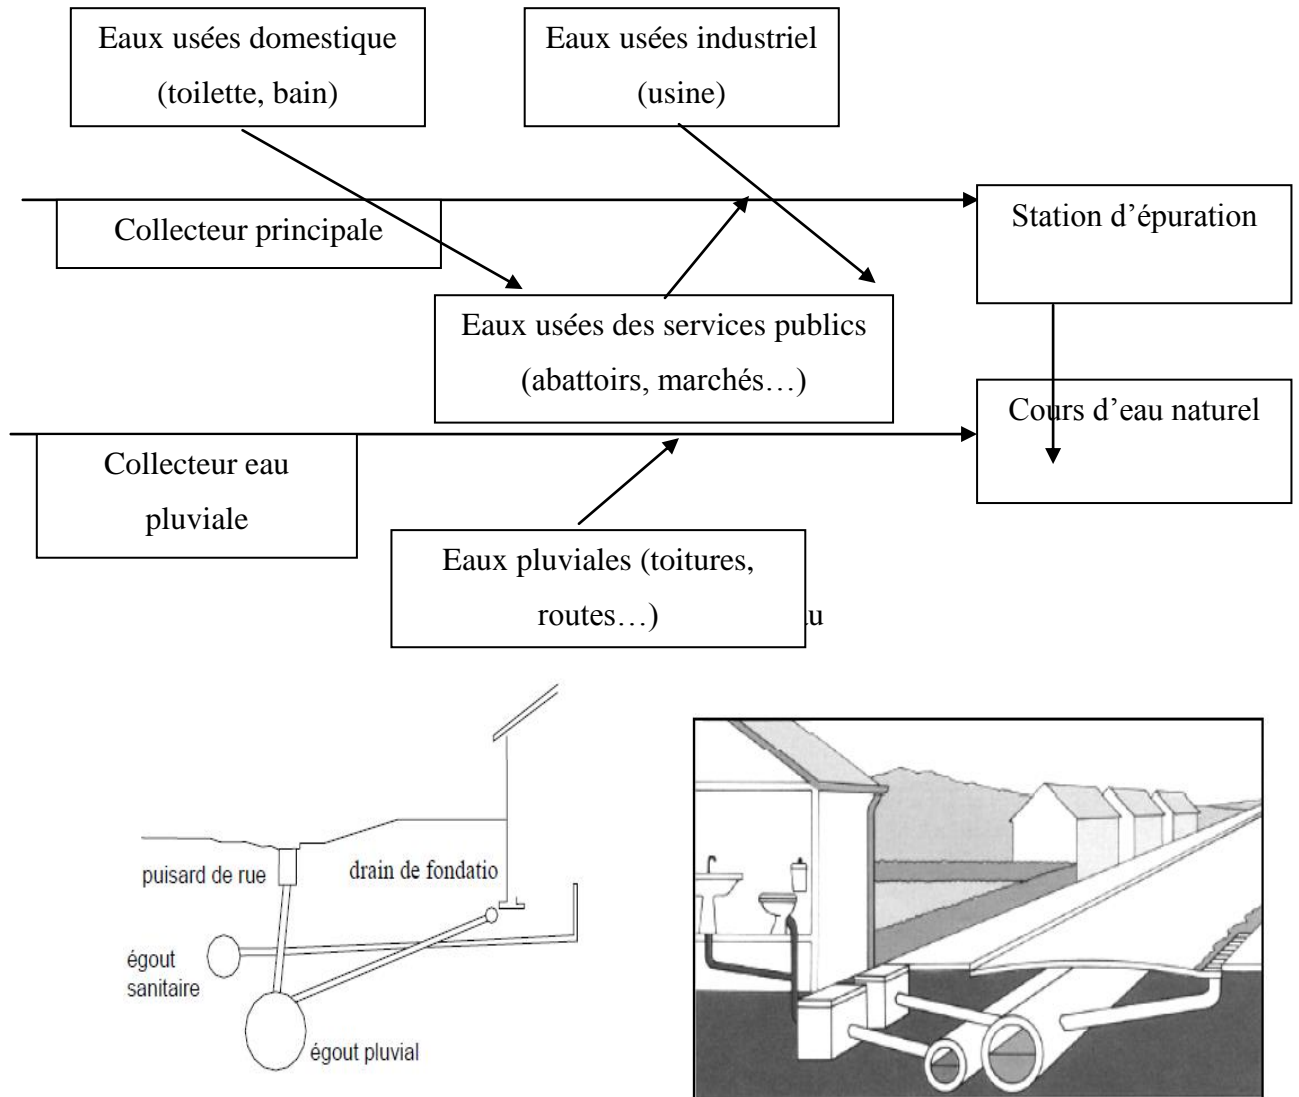 Eaux usées domestique
(toilette, bain)
Eaux usées industriel
(usine)
Collecteur principale
Station d’épuration
Eaux usées des services publics
(abattoirs, marchés…)
Cours d’eau naturel
Collecteur eau
pluviale
Eaux pluviales (toitures,
routes…)
puisard de rue
drain de fondatio
égout
sanitaire
égout pluvial